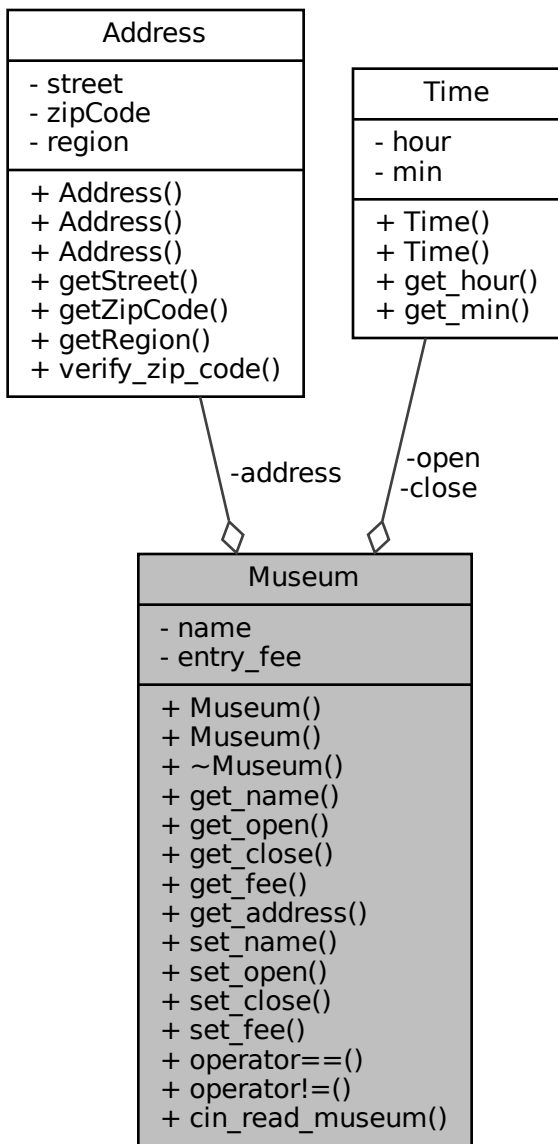 Address
- street
- zipCode
- region
+ Address()
+ Address()
+ Address()
+ getStreet()
+ getZipCode()
+ getRegion()
+ verify_zip_code()
Time
- hour
- min
+ Time()
+ Time()
+ get_hour()
+ get_min()
-address
-open
-close
Museum
- name
- entry_fee
+ Museum()
+ Museum()
+ ~Museum()
+ get_name()
+ get_open()
+ get_close()
+ get_fee()
+ get_address()
+ set_name()
+ set_open()
+ set_close()
+ set_fee()
+ operator==()
+ operator!=()
+ cin_read_museum()